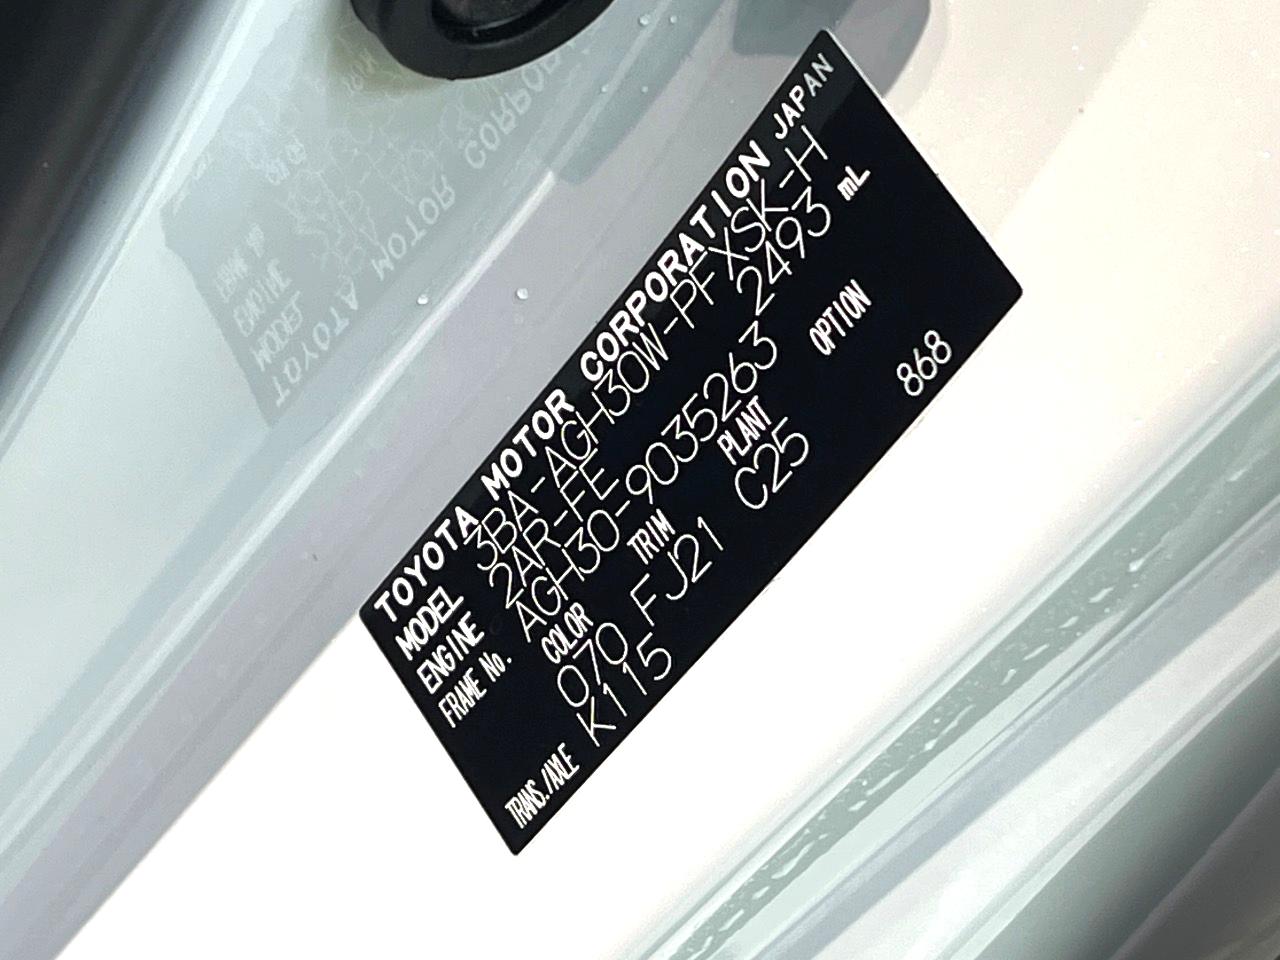 TOYOTA MOTOR CORPORATION JAPAN
MODEL 3BA-AGH30W-PFXSK-H
ENGINE 2AR-FE 2493 mL
FRAME No. AGH30-9035263
COLOR TRIM PLANT OPTION
070 FJ21 C25 868
TRANS./AXLE K115